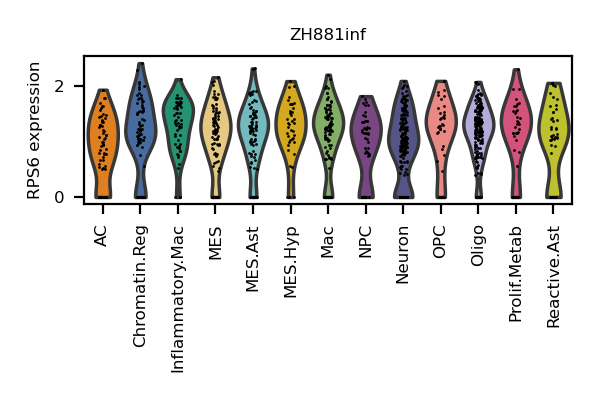 ZH881inf
RPS6 expression
2
0
AC
Chromatin.Reg
Inflammatory.Mac
MES
MES.Ast
MES.Hyp
Mac
NPC
Neuron
OPC
Oligo
Prolif.Metab
Reactive.Ast